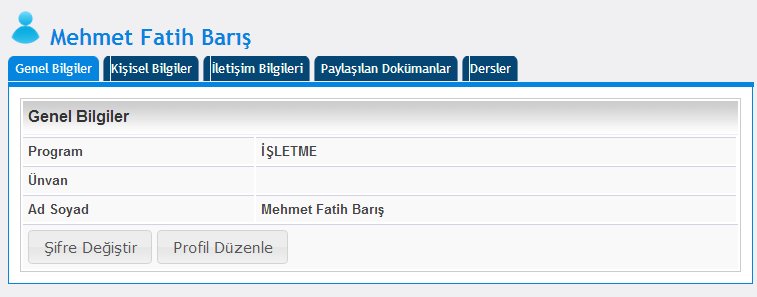 Mehmet Fatih Barış
Genel Bilgiler Kişisel Bilgiler İletişim Bilgileri Paylaşılan Dokümanlar Dersler
Genel Bilgiler
Program İŞLETME
Ünvan
Ad Soyad Mehmet Fatih Barış
Şifre Değiştir Profil Düzenle